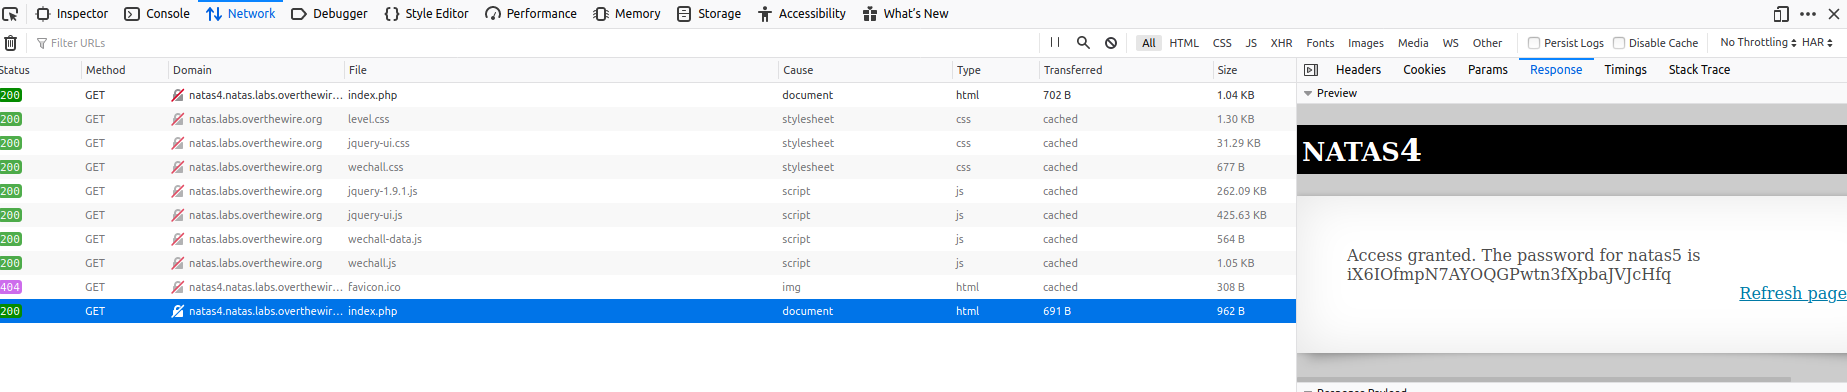 Inspector Console Network Debugger Style Editor Performance Memory Storage Accessibility What's New
Filter URLs All HTML CSS JS XHR Fonts Images Media WS Other Persist Logs Disable Cache No Throttling HAR
Status Method Domain File Cause Type Transferred Size
200 GET natas4.natas.labs.overthewir... index.php document html 702 B 1.04 KB
200 GET natas.labs.overthewire.org level.css stylesheet css cached 1.30 KB
200 GET natas.labs.overthewire.org jquery-ui.css stylesheet css cached 31.29 KB
200 GET natas.labs.overthewire.org wechall.css stylesheet css cached 677 B
200 GET natas.labs.overthewire.org jquery-1.9.1.js script js cached 262.09 KB
200 GET natas.labs.overthewire.org jquery-ui.js script js cached 425.63 KB
200 GET natas.labs.overthewire.org wechall-data.js script js cached 564 B
200 GET natas.labs.overthewire.org wechall.js script js cached 1.05 KB
404 GET natas4.natas.labs.overthewir... favicon.ico img html cached 308 B
200 GET natas4.natas.labs.overthewir... index.php document html 691 B 962 B
Headers Cookies Params Response Timings Stack Trace
Preview
NATAS4
Access granted. The password for natas5 is
iX6IOfmpN7AYOQGPwtn3fXpbaJVJcHfq
Refresh page
Response Payload